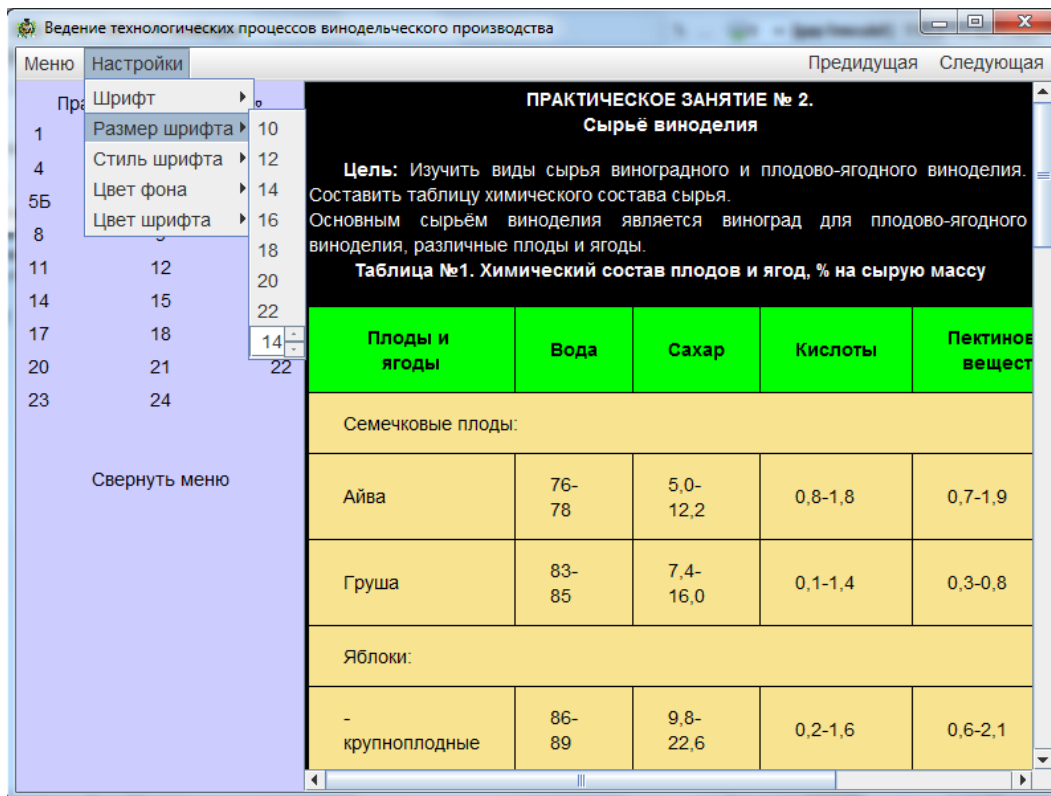 Ведение технологических процессов винодельческого производства
Меню Настройки Предидущая Следующая
Шрифт
Размер шрифта
Стиль шрифта
Цвет фона
Цвет шрифта
10
12
14
16
18
20
22
14
1
4
5Б
8
11 12
14 15
17 18
20 21 22
23 24
Свернуть меню
ПРАКТИЧЕСКОЕ ЗАНЯТИЕ № 2.
Сырьё виноделия
Цель: Изучить виды сырья виноградного и плодово-ягодного виноделия.
Составить таблицу химического состава сырья.
Основным сырьём виноделия является виноград для плодово-ягодного
виноделия, различные плоды и ягоды.
Таблица №1. Химический состав плодов и ягод, % на сырую массу
Плоды и
ягоды
Вода
Сахар
Кислоты
Пектинов
вещест
Семечковые плоды:
Айва
76-
78
5,0-
12,2
0,8-1,8
0,7-1,9
Груша
83-
85
7,4-
16,0
0,1-1,4
0,3-0,8
Яблоки:
-
крупноплодные
86-
89
9,8-
22,6
0,2-1,6
0,6-2,1